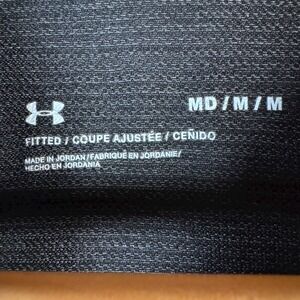 MD / M / M
FITTED / COUPE AJUSTÉE / CEÑIDO
MADE IN JORDAN / FABRIQUÉ EN JORDANIE /
HECHO EN JORDANIA